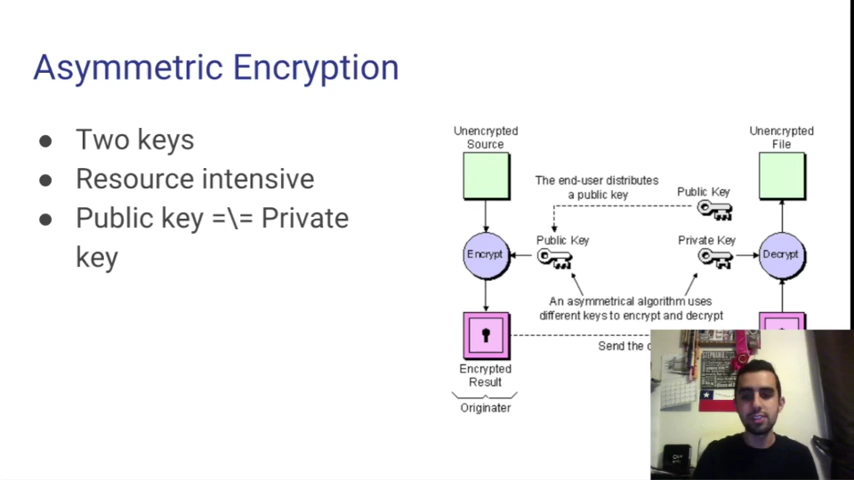 Asymmetric Encryption
Two keys
Resource intensive
Public key =\= Private
key
Unencrypted
Source
Unencrypted
File
The end-user distributes
a public key
Public Key
Public Key
Private Key
Encrypt
Decrypt
An asymmetrical algorithm uses
different keys to encrypt and decrypt
Send the
Encrypted
Result
Originater